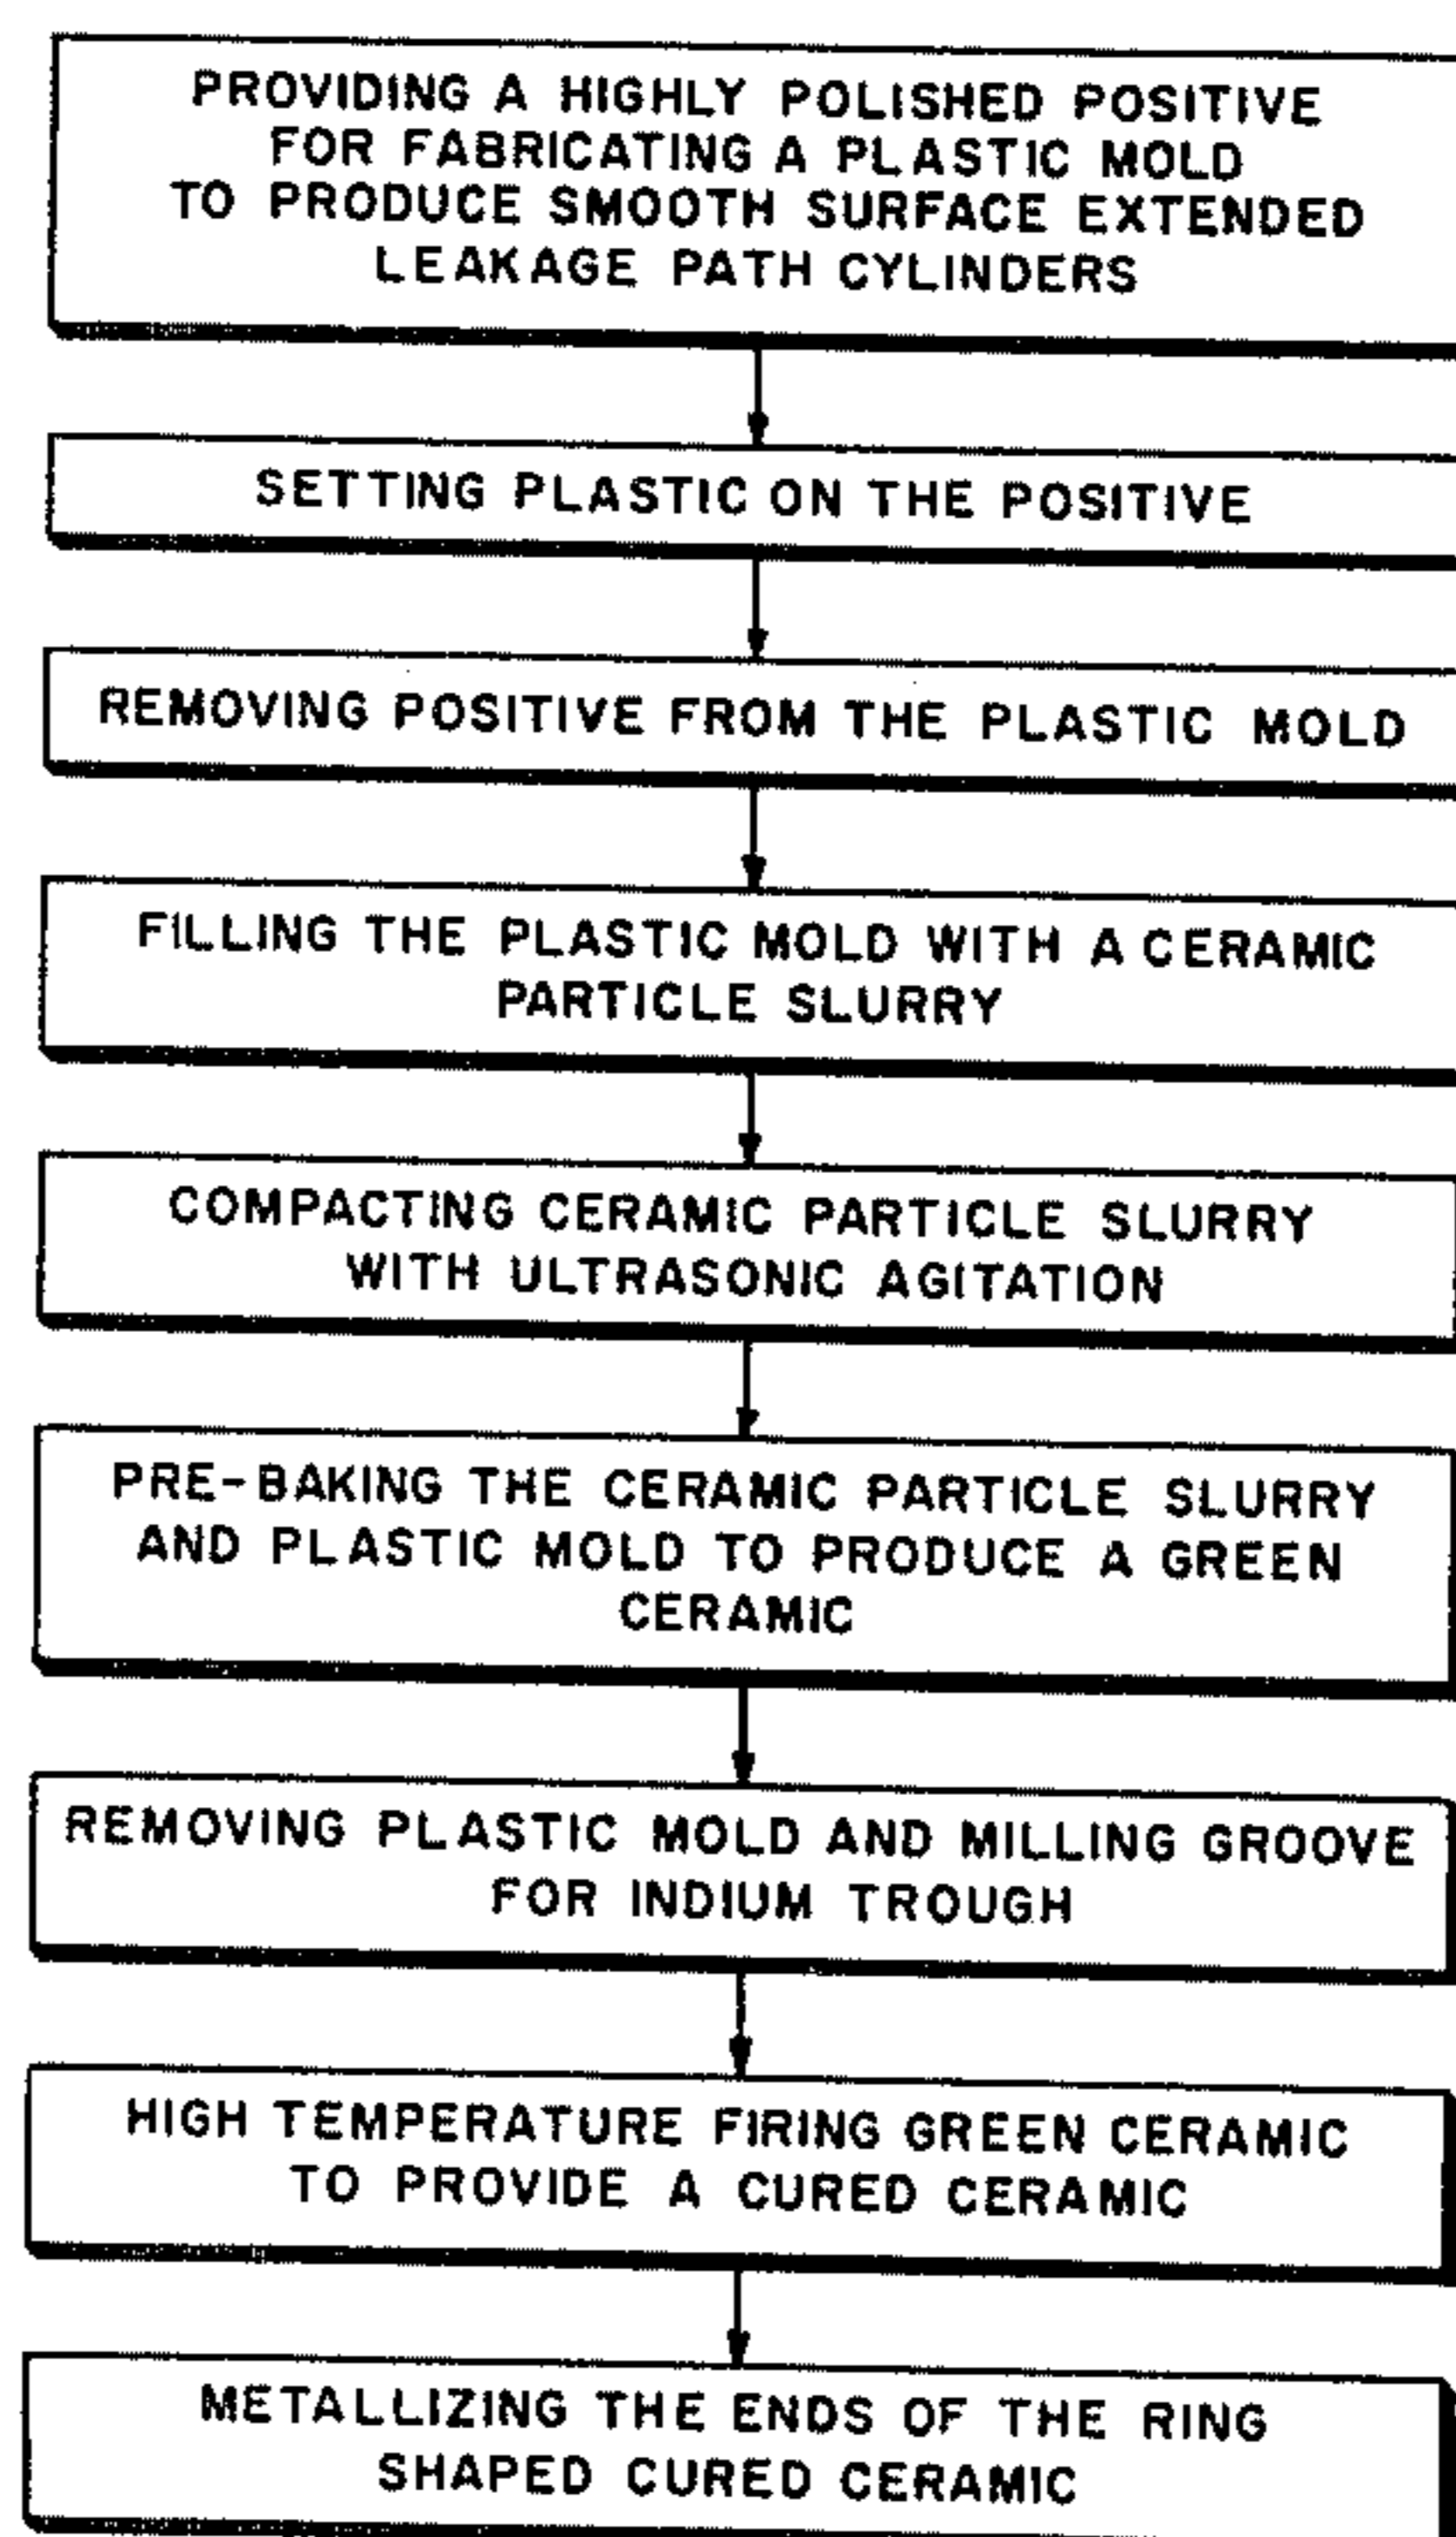 PROVIDING A HIGHLY POLISHED POSITIVE
FOR FABRICATING A PLASTIC MOLD
TO PRODUCE SMOOTH SURFACE EXTENDED
LEAKAGE PATH CYLINDERS
SETTING PLASTIC ON THE POSITIVE
REMOVING POSITIVE FROM THE PLASTIC MOLD
FILLING THE PLASTIC MOLD WITH A CERAMIC
PARTICLE SLURRY
COMPACTING CERAMIC PARTICLE SLURRY
WITH ULTRASONIC AGITATION
PRE-BAKING THE CERAMIC PARTICLE SLURRY
AND PLASTIC MOLD TO PRODUCE A GREEN
CERAMIC
REMOVING PLASTIC MOLD AND MILLING GROOVE
FOR INDIUM TROUGH
HIGH TEMPERATURE FIRING GREEN CERAMIC
TO PROVIDE A CURED CERAMIC
METALLIZING THE ENDS OF THE RING
SHAPED CURED CERAMIC